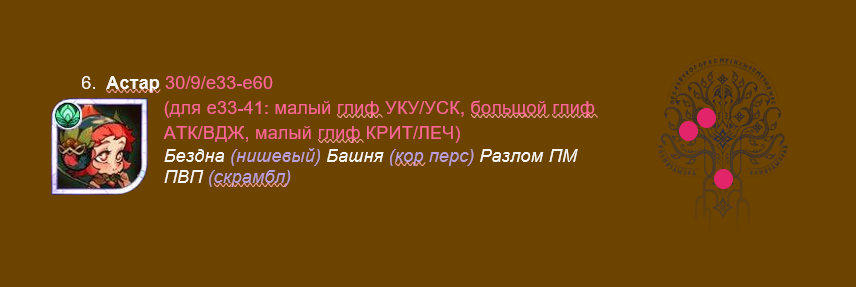 6. Астар 30/9/е33-е60
(для е33-41: малый глиф УКУ/УСК, большой глиф
АТК/ВДЖ, малый глиф КРИТ/ЛЕЧ)
Бездна (нишевый) Башня (кор перс) Разлом ПМ
ПВП (скрамбл)